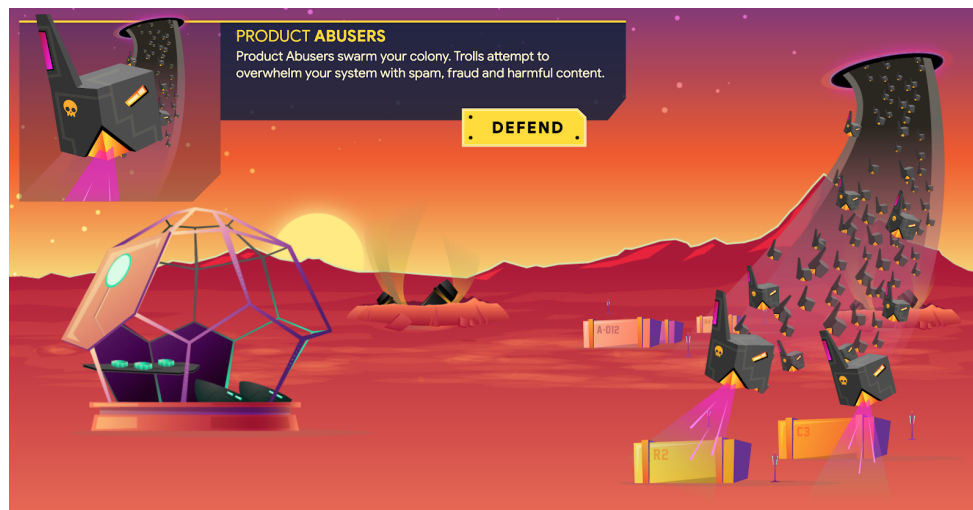 PRODUCT ABUSERS
Product Abusers swarm your colony. Trolls attempt to
overwhelm your system with spam, fraud and harmful content.
DEFEND
A-012
R2
C3